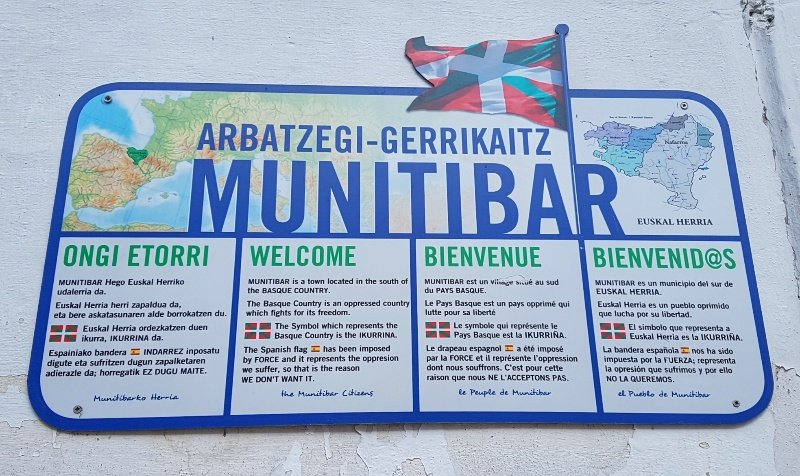 ARBATZEGI-GERRIKAITZ
MUNITIBAR
Nafarroa
EUSKAL HERRIA
ONGI ETORRI
MUNITIBAR Hego Euskal Herriko
udalerria da.
Euskal Herria herri zapaldua da,
eta bere askatasunaren alde borrokatzen du.
Euskal Herria ordezkatzen duen
ikurra, IKURRINA da.
Espainiako bandera INDARREZ inposatu
digute eta sufritzen dugun zapalketaren
adierazle da; horregatik EZ DUGU MAITE.
Munitibarko Herria
WELCOME
MUNITIBAR is a town located in the south of
the BASQUE COUNTRY.
The Basque Country is an oppressed country
which fights for its freedom.
The Symbol which represents the
Basque Country is the IKURRINA.
The Spanish flag has been imposed
by FORCE and it represents the oppresion
we suffer, so that is the reason
WE DON'T WANT IT.
the Munitibar Citizens
BIENVENUE
MUNITIBAR est un village situé au sud
du PAYS BASQUE.
Le Pays Basque est un pays opprimé qui
lutte pour sa liberté
Le symbole qui représente le
Pays Basque est la IKURRIÑA.
Le drapeau espagnol a été imposé
par la FORCE et il représente l'oppression
dont nous souffrons. C'est pour cette
raison que nous NE L'ACCEPTONS PAS.
le Peuple de Munitibar
BIENVENID@S
MUNITIBAR es un municipio del sur de
EUSKAL HERRIA.
Euskal Herria es un pueblo oprimido
que lucha por su libertad.
El símbolo que representa a
Euskal Herria es la IKURRIÑA.
La bandera española nos ha sido
impuesta por la FUERZA; representa la
opresión que sufrimos y por ello
NO LA QUEREMOS.
el Pueblo de Munitibar